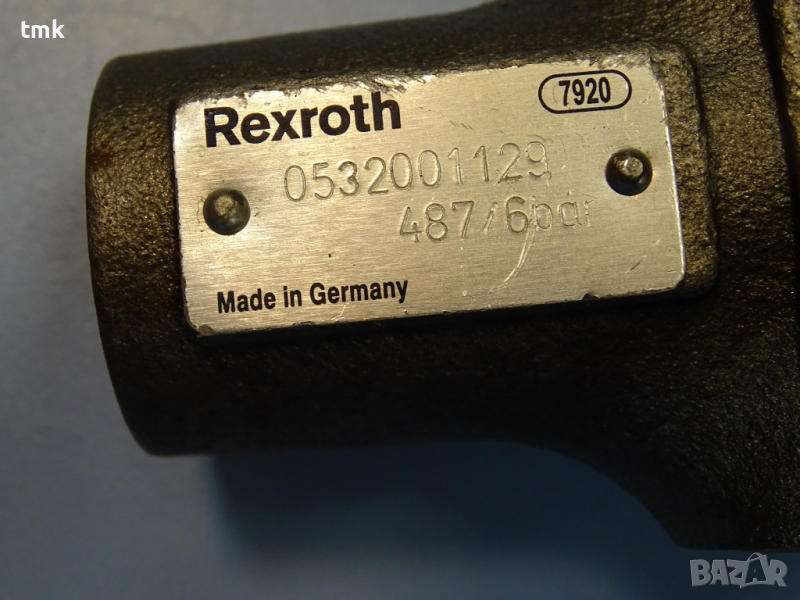 tmk
Rexroth 7920
0532001129
487/6bar
Made in Germany
BAZAR